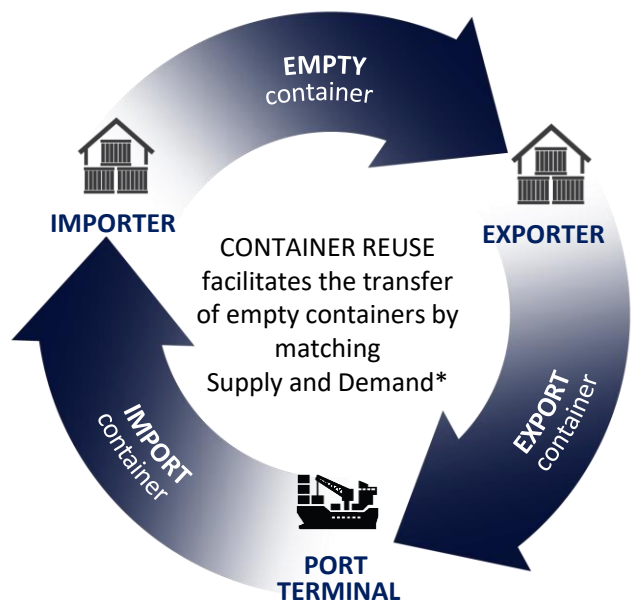 EMPTY
container
IMPORTER
EXPORTER
CONTAINER REUSE
facilitates the transfer
of empty containers by
matching
Supply and Demand*
EXPORT
container
IMPORT
container
PORT
TERMINAL